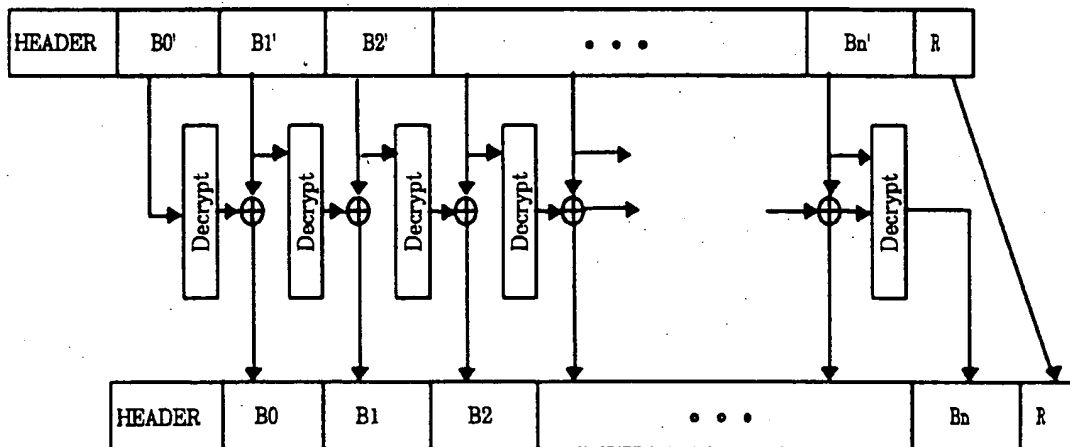 HEADER B0' B1' B2' • • • Bn' R
Decrypt Decrypt Decrypt Decrypt Decrypt
HEADER B0 B1 B2 • • • Bn R